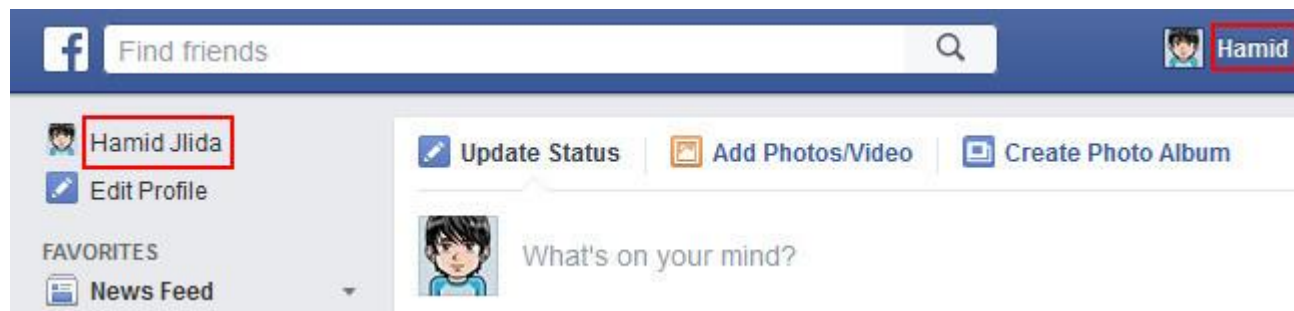 f Find friends Hamid
Hamid Jlida
Update Status Add Photos/Video Create Photo Album
Edit Profile
What's on your mind?
FAVORITES
News Feed